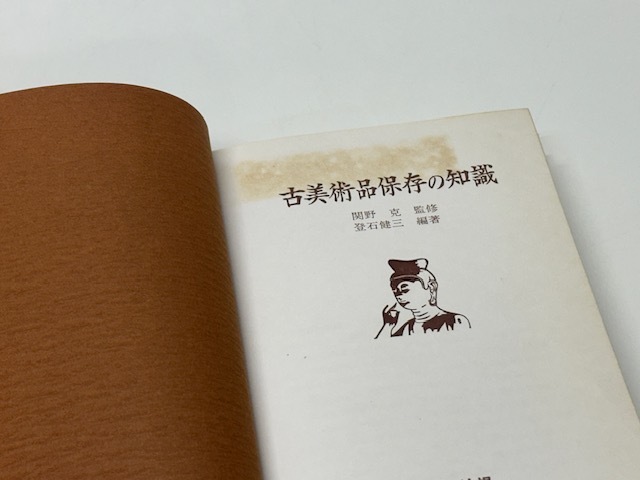 古美術品保存の知識
関野 克 監修
登石健三 編著